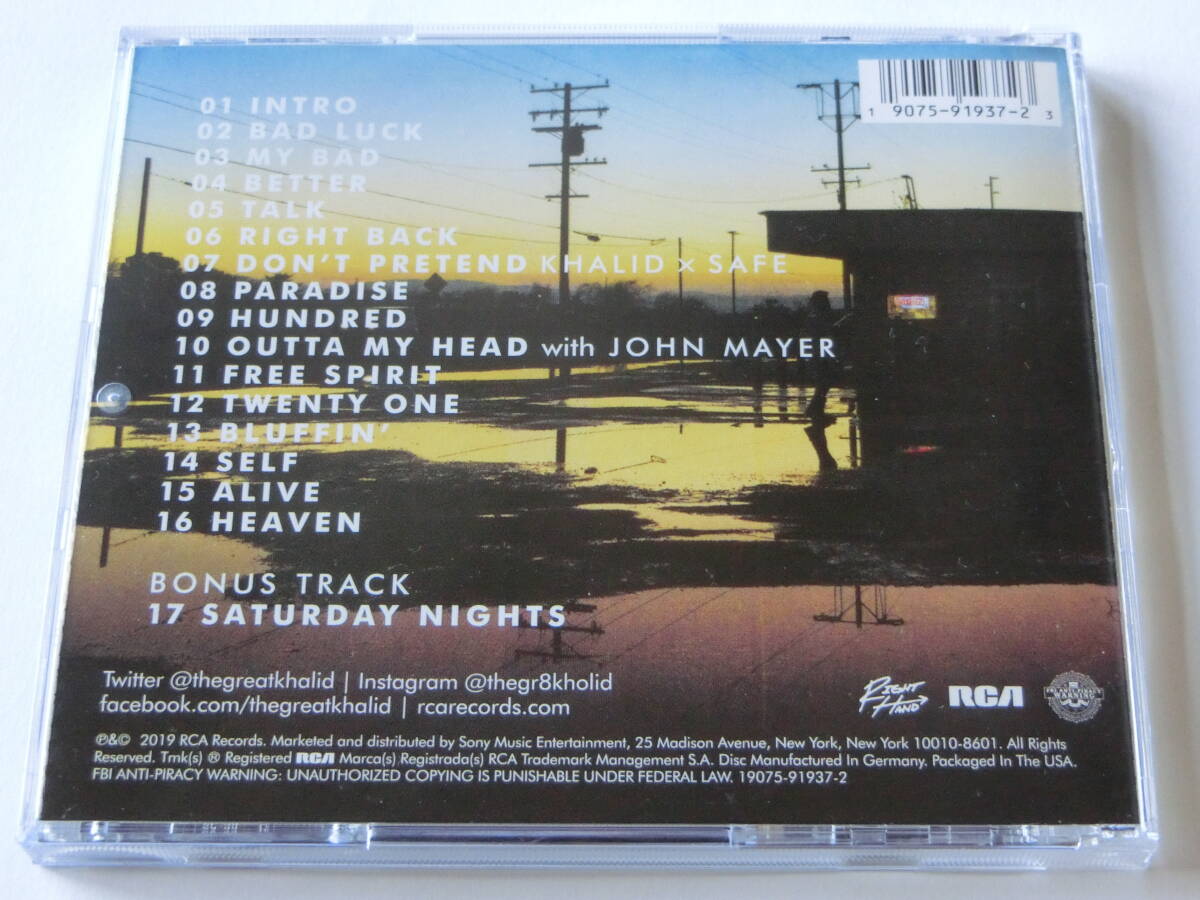 1 9075-91937-2 3
01 INTRO
02 BAD LUCK
03 MY BAD
04 BETTER
05 TALK
06 RIGHT BACK
07 DON'T PRETEND KHALID × SAFE
08 PARADISE
09 HUNDRED
10 OUTTA MY HEAD with JOHN MAYER
11 FREE SPIRIT
12 TWENTY ONE
13 BLUFFIN'
14 SELF
15 ALIVE
16 HEAVEN
BONUS TRACK
17 SATURDAY NIGHTS
Twitter @thegreatkhalid | Instagram @thegr8kholid
facebook.com/thegreatkhalid | rcarecords.com
RIGHT HAND
RCA
FBI ANTI-PIRACY WARNING
℗&© 2019 RCA Records. Marketed and distributed by Sony Music Entertainment, 25 Madison Avenue, New York, New York 10010-8601. All Rights
Reserved. Tmk(s) ® Registered RCA Marca(s) Registrada(s) RCA Trademark Management S.A. Disc Manufactured In Germany. Packaged In The USA.
FBI ANTI-PIRACY WARNING: UNAUTHORIZED COPYING IS PUNISHABLE UNDER FEDERAL LAW. 19075-91937-2